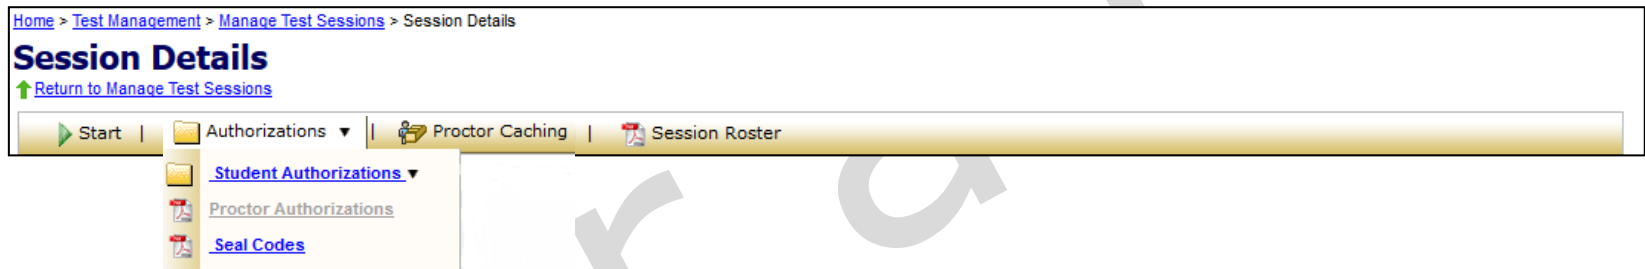 Home > Test Management > Manage Test Sessions > Session Details
Session Details
Return to Manage Test Sessions
Start | Authorizations ▼ | Proctor Caching | Session Roster
Student Authorizations ▼
Proctor Authorizations
Seal Codes